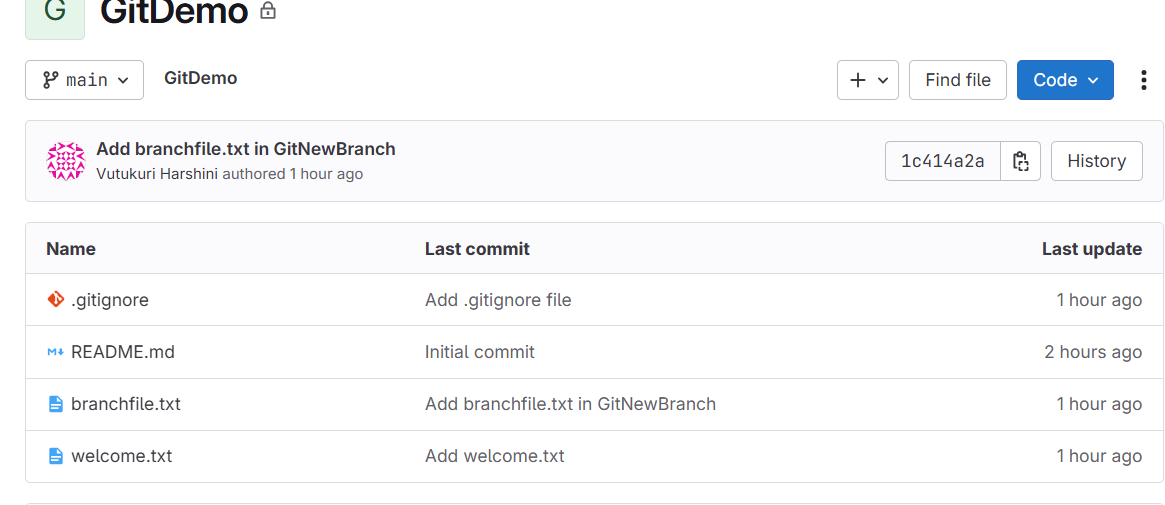 G GitDemo
main GitDemo Find file Code
Add branchfile.txt in GitNewBranch
Vutukuri Harshini authored 1 hour ago
1c414a2a History
Name Last commit Last update
.gitignore Add .gitignore file 1 hour ago
README.md Initial commit 2 hours ago
branchfile.txt Add branchfile.txt in GitNewBranch 1 hour ago
welcome.txt Add welcome.txt 1 hour ago